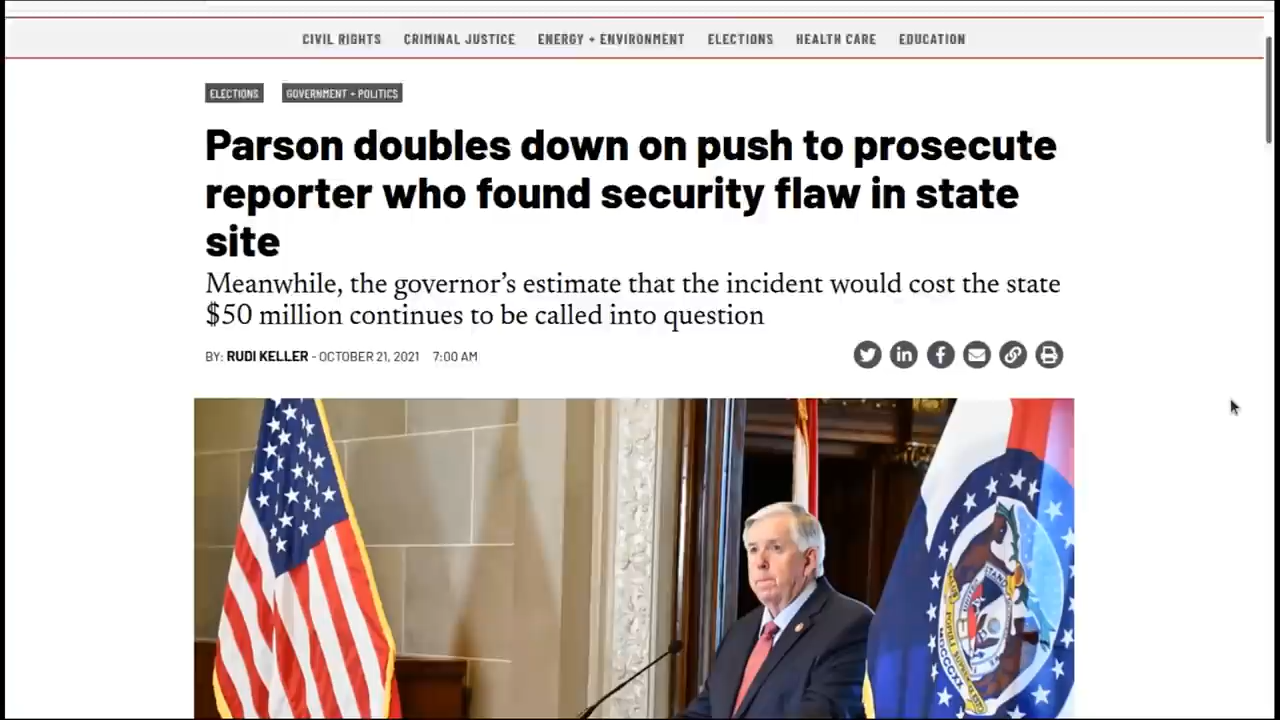 CIVIL RIGHTS CRIMINAL JUSTICE ENERGY + ENVIRONMENT ELECTIONS HEALTH CARE EDUCATION
ELECTIONS GOVERNMENT + POLITICS
Parson doubles down on push to prosecute
reporter who found security flaw in state
site
Meanwhile, the governor’s estimate that the incident would cost the state
$50 million continues to be called into question
BY: RUDI KELLER - OCTOBER 21, 2021 7:00 AM